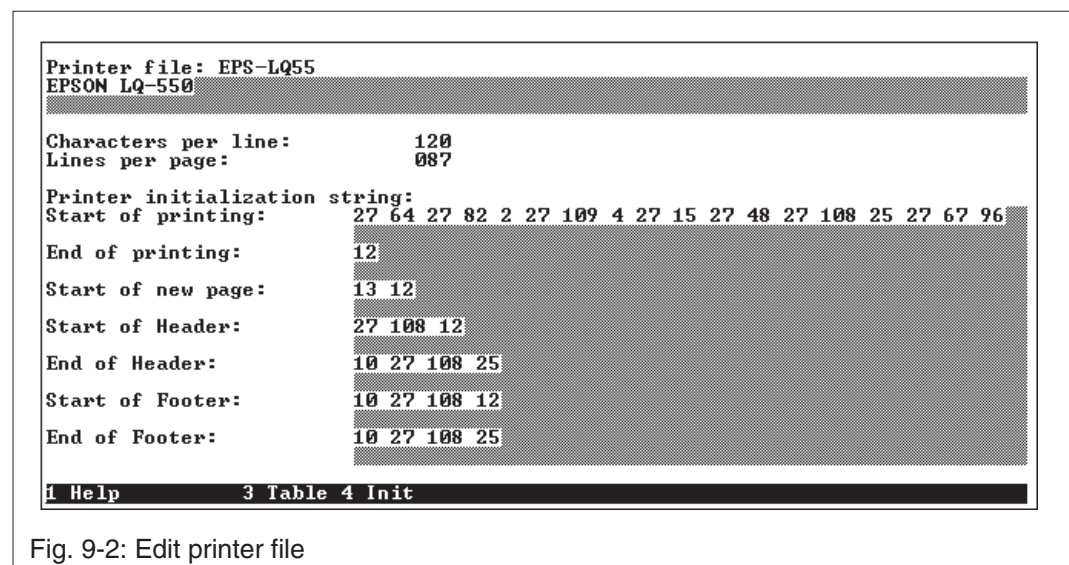 Printer file: EPS-LQ55
EPSON LQ-550
Characters per line: 120
Lines per page: 087
Printer initialization string:
Start of printing: 27 64 27 82 2 27 109 4 27 15 27 48 27 108 25 27 67 96
End of printing: 12
Start of new page: 13 12
Start of Header: 27 108 12
End of Header: 10 27 108 25
Start of Footer: 10 27 108 12
End of Footer: 10 27 108 25
1 Help 3 Table 4 Init
Fig. 9-2: Edit printer file